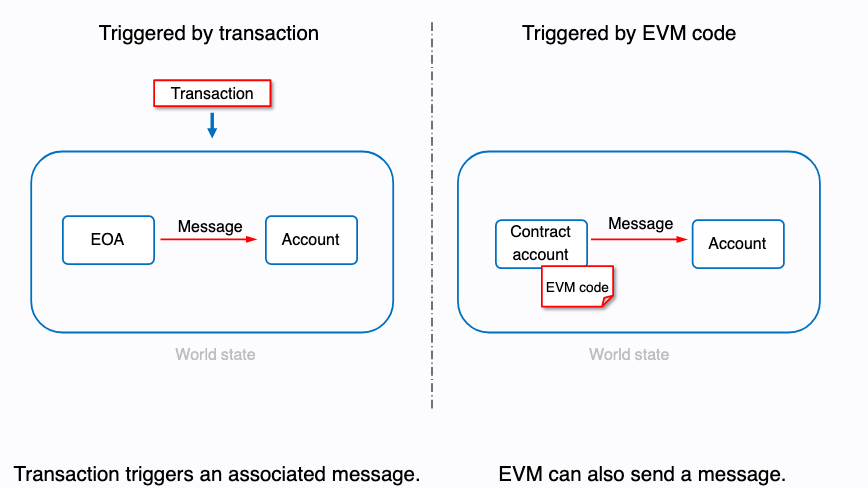 Triggered by transaction
Transaction
EOA
Message
Account
World state
Transaction triggers an associated message.
Triggered by EVM code
Contract
account
EVM code
Message
Account
World state
EVM can also send a message.